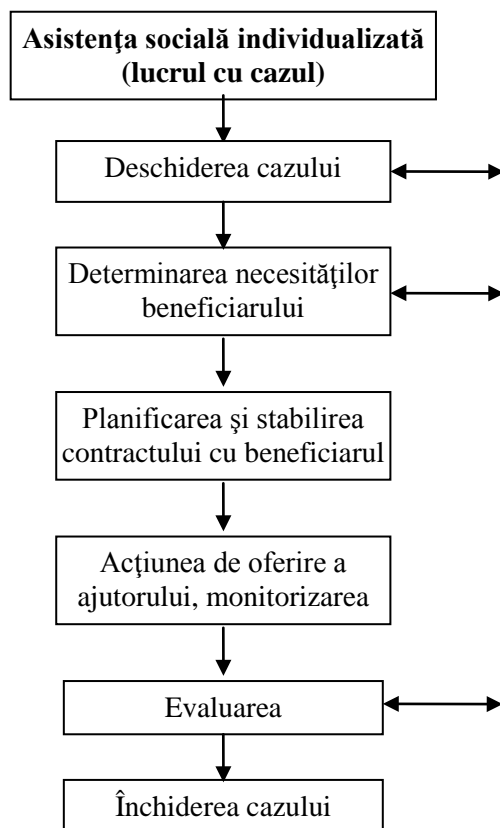 Asistenţa socială individualizată
(lucrul cu cazul)
Deschiderea cazului
Determinarea necesităţilor
beneficiarului
Planificarea şi stabilirea
contractului cu beneficiarul
Acţiunea de oferire a
ajutorului, monitorizarea
Evaluarea
Închiderea cazului